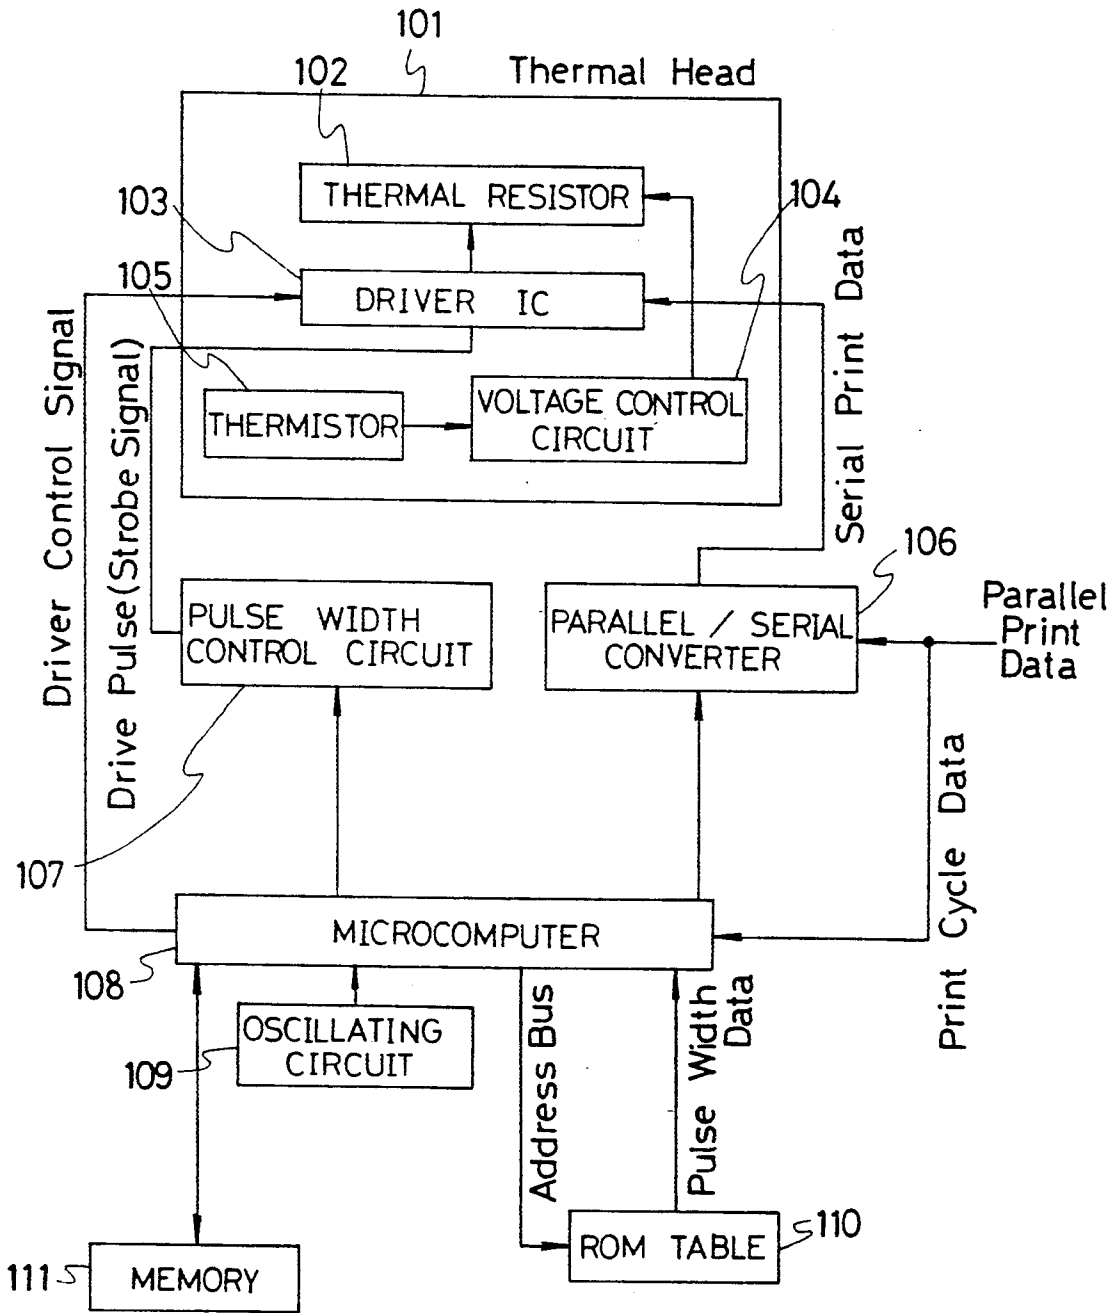 101
Thermal Head
102
THERMAL RESISTOR
104
103
105
DRIVER IC
THERMISTOR
VOLTAGE CONTROL
CIRCUIT
Driver Control Signal
Drive Pulse(Strobe Signal)
Serial Print Data
106
PULSE WIDTH
CONTROL CIRCUIT
PARALLEL / SERIAL
CONVERTER
Parallel
Print
Data
107
Print Cycle Data
MICROCOMPUTER
108
OSCILLATING
CIRCUIT
109
Address Bus
Pulse Width
Data
ROM TABLE
110
111
MEMORY